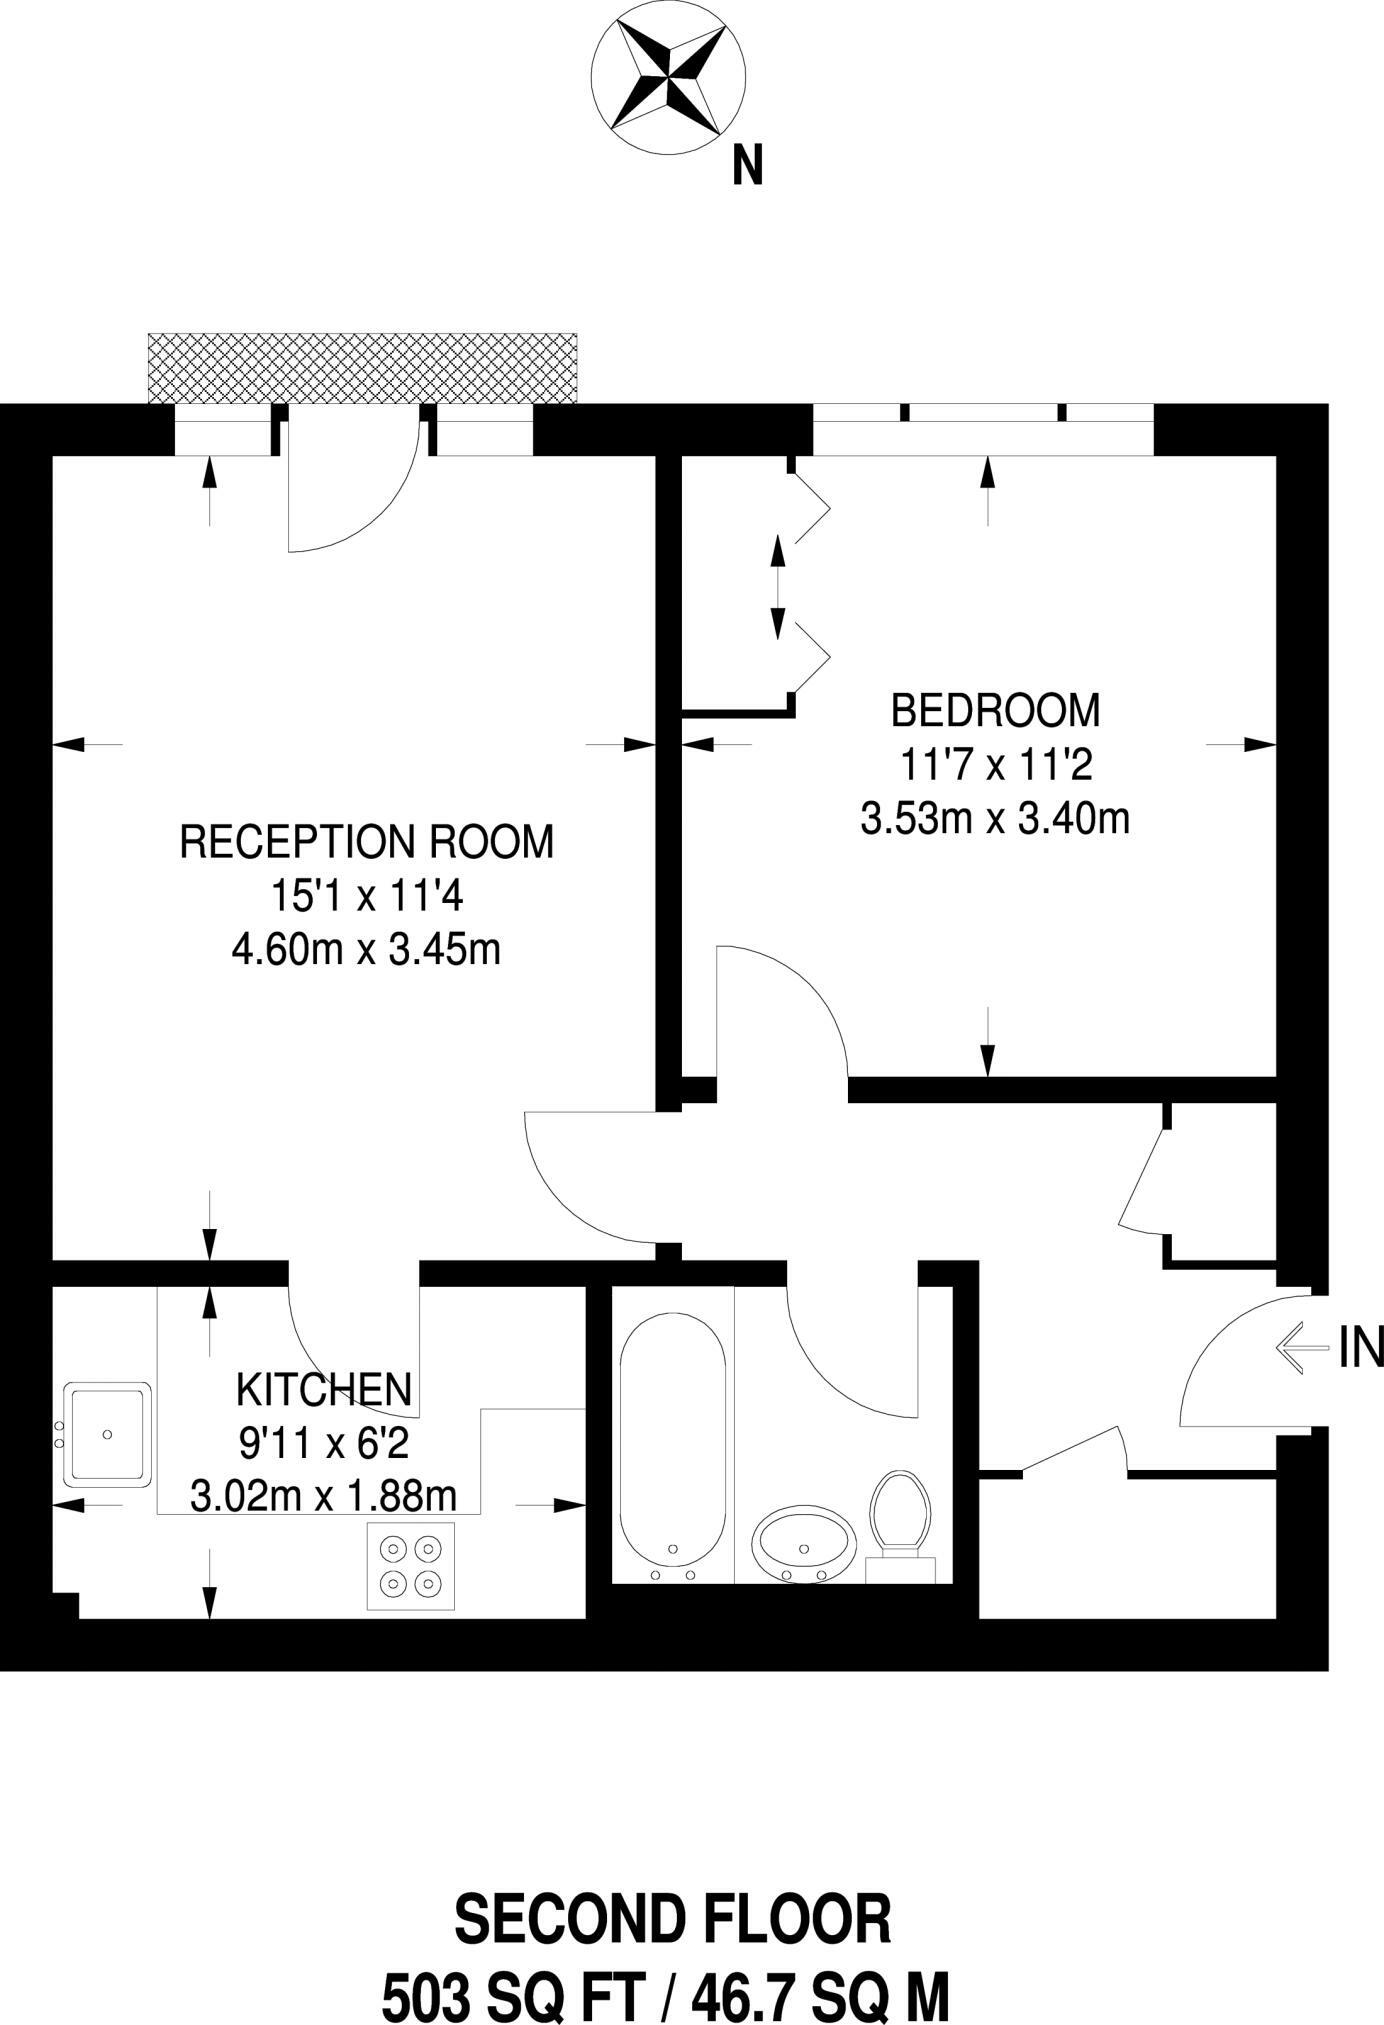 N
BEDROOM
11'7 x 11'2
3.53m x 3.40m
RECEPTION ROOM
15'1 x 11'4
4.60m x 3.45m
IN
KITCHEN
9'11 x 6'2
3.02m x 1.88m
SECOND FLOOR
503 SQ FT / 46.7 SQ M